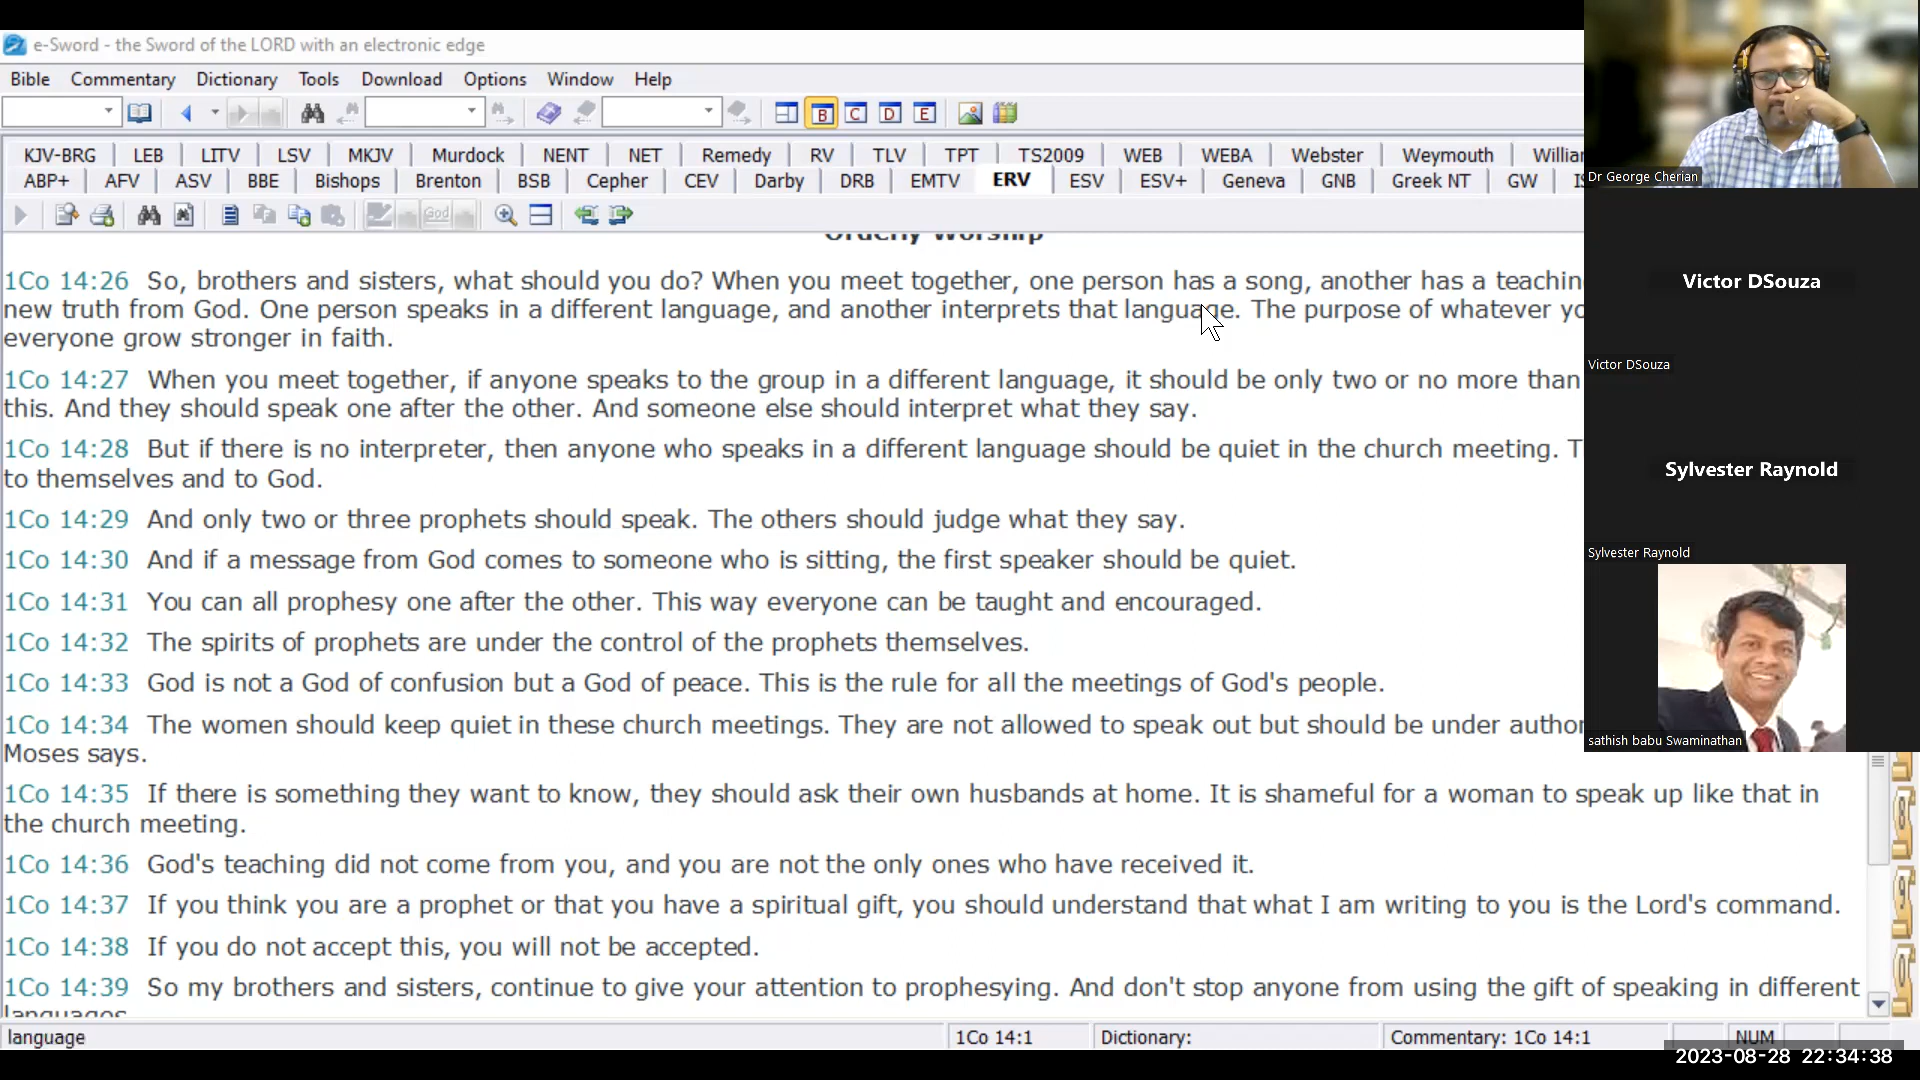 e-Sword - the Sword of the LORD with an electronic edge
Bible Commentary Dictionary Tools Download Options Window Help
B C D E
KJV-BRG LEB LITV LSV MKJV Murdock NENT NET Remedy RV TLV TPT TS2009 WEB WEBA Webster Weymouth
ABP+ AFV ASV BBE Bishops Brenton BSB Cepher CEV Darby DRB EMTV ERV ESV ESV+ Geneva GNB Greek NT GW
God
Orderly Worship
1Co 14:26 So, brothers and sisters, what should you do? When you meet together, one person has a song, another has a
new truth from God. One person speaks in a different language, and another interprets that language. The purpose of whatever
everyone grow stronger in faith.
1Co 14:27 When you meet together, if anyone speaks to the group in a different language, it should be only two or no more than
this. And they should speak one after the other. And someone else should interpret what they say.
1Co 14:28 But if there is no interpreter, then anyone who speaks in a different language should be quiet in the church meeting.
to themselves and to God.
1Co 14:29 And only two or three prophets should speak. The others should judge what they say.
1Co 14:30 And if a message from God comes to someone who is sitting, the first speaker should be quiet.
1Co 14:31 You can all prophesy one after the other. This way everyone can be taught and encouraged.
1Co 14:32 The spirits of prophets are under the control of the prophets themselves.
1Co 14:33 God is not a God of confusion but a God of peace. This is the rule for all the meetings of God's people.
1Co 14:34 The women should keep quiet in these church meetings. They are not allowed to speak out but should be under
Moses says.
1Co 14:35 If there is something they want to know, they should ask their own husbands at home. It is shameful for a woman to speak up like that in
the church meeting.
1Co 14:36 God's teaching did not come from you, and you are not the only ones who have received it.
1Co 14:37 If you think you are a prophet or that you have a spiritual gift, you should understand that what I am writing to you is the Lord's command.
1Co 14:38 If you do not accept this, you will not be accepted.
1Co 14:39 So my brothers and sisters, continue to give your attention to prophesying. And don't stop anyone from using the gift of speaking in different
languages
language 1Co 14:1 Dictionary: Commentary: 1Co 14:1 NUM
Dr George Cherian
Victor DSouza
Victor DSouza
Sylvester Raynold
Sylvester Raynold
sathish babu Swaminathan
2023-08-28 22:34:38